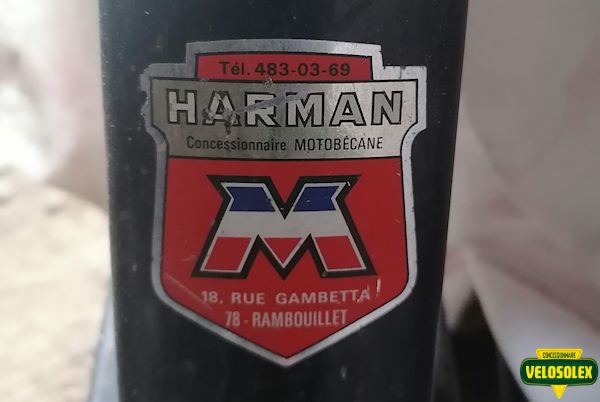 Tél. 483-03-69
HARMAN
Concessionnaire MOTOBÉCANE
M
18, RUE GAMBETTA
78 - RAMBOUILLET
CONCESSIONNAIRE
VELOSOLEX